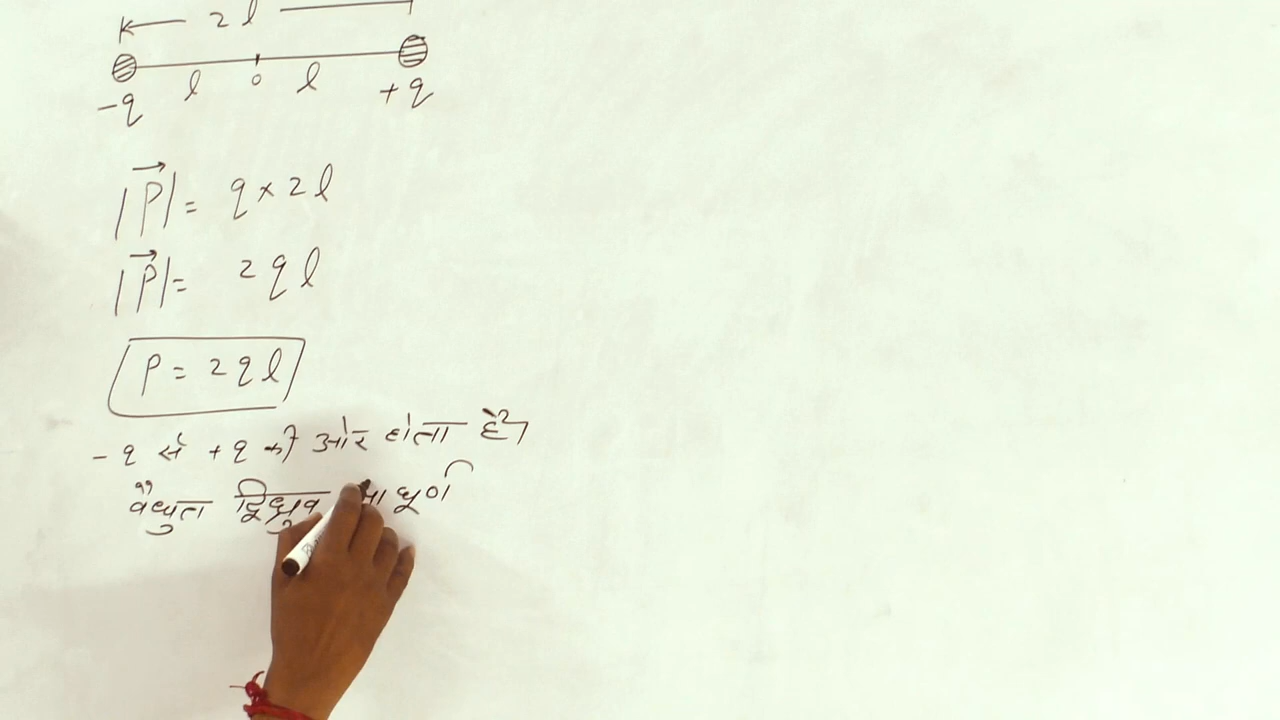 2l
l o l
-q +q
|P⃗| = q × 2l
|P⃗| = 2ql
P = 2ql
-q से +q की ओर होता है।
वैधुत द्विध्रुव आघूर्ण